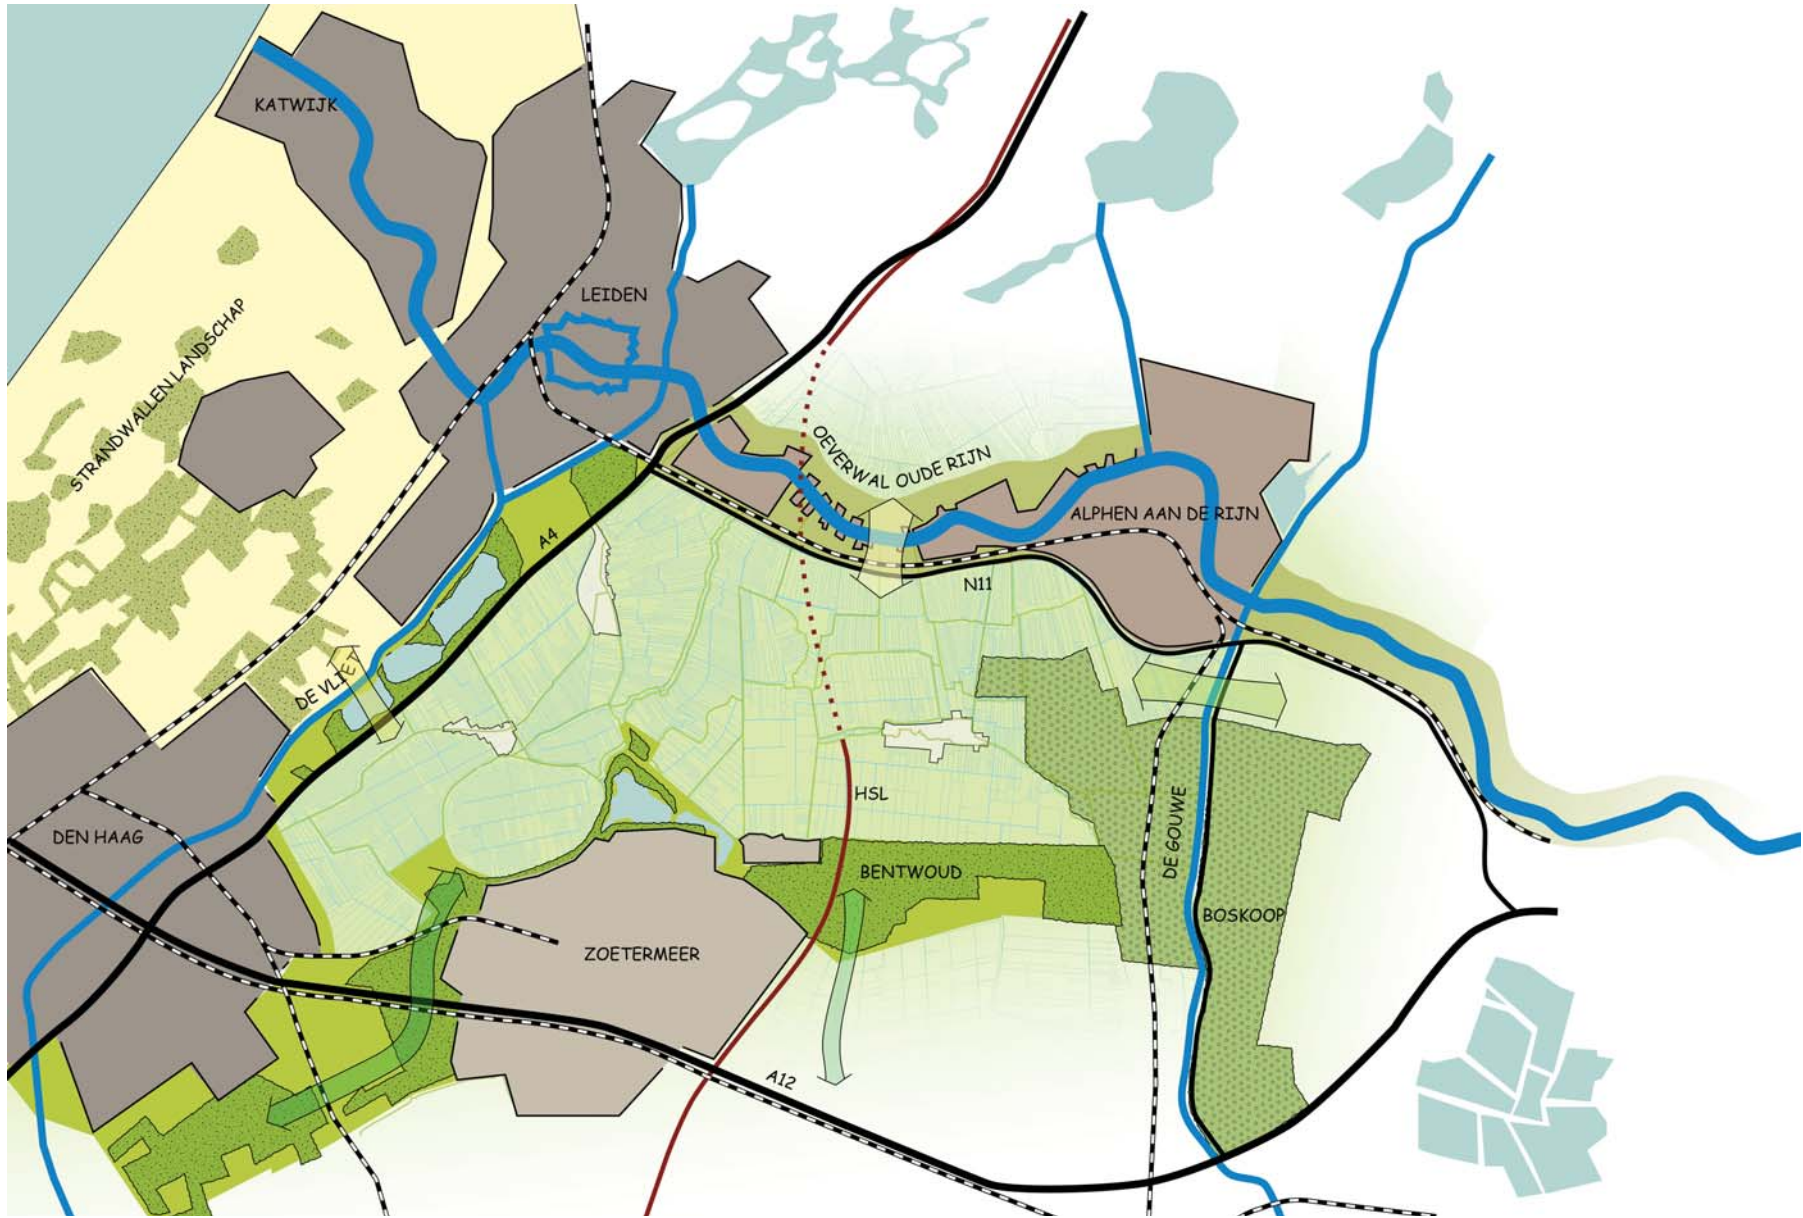 KATWIJK
LEIDEN
STRANDWALLEN LANDSCHAP
OEVERWAL OUDE RIJN
ALPHEN AAN DE RIJN
A4
N11
DE VLIET
HSL
DEN HAAG
DE GOUWE
BENTWOUD
BOSKOOP
ZOETERMEER
A12